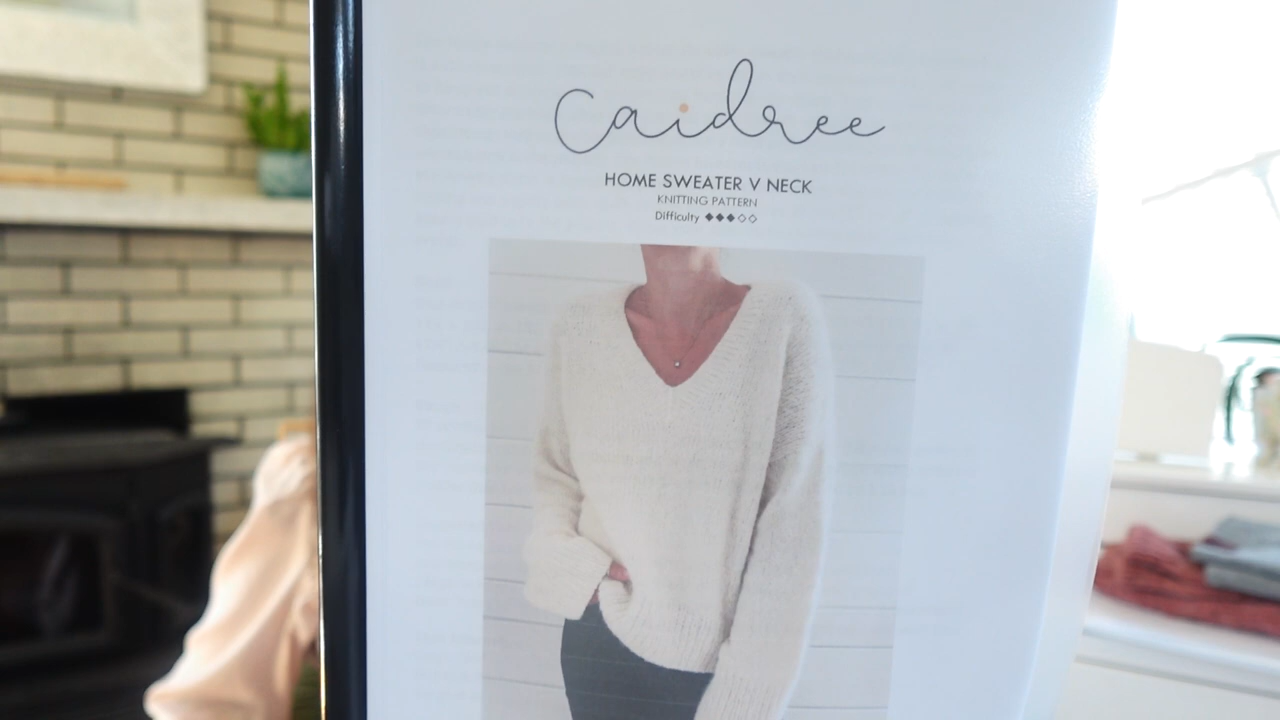 caidree
HOME SWEATER V NECK
KNITTING PATTERN
Difficulty ◆◆◆◇◇